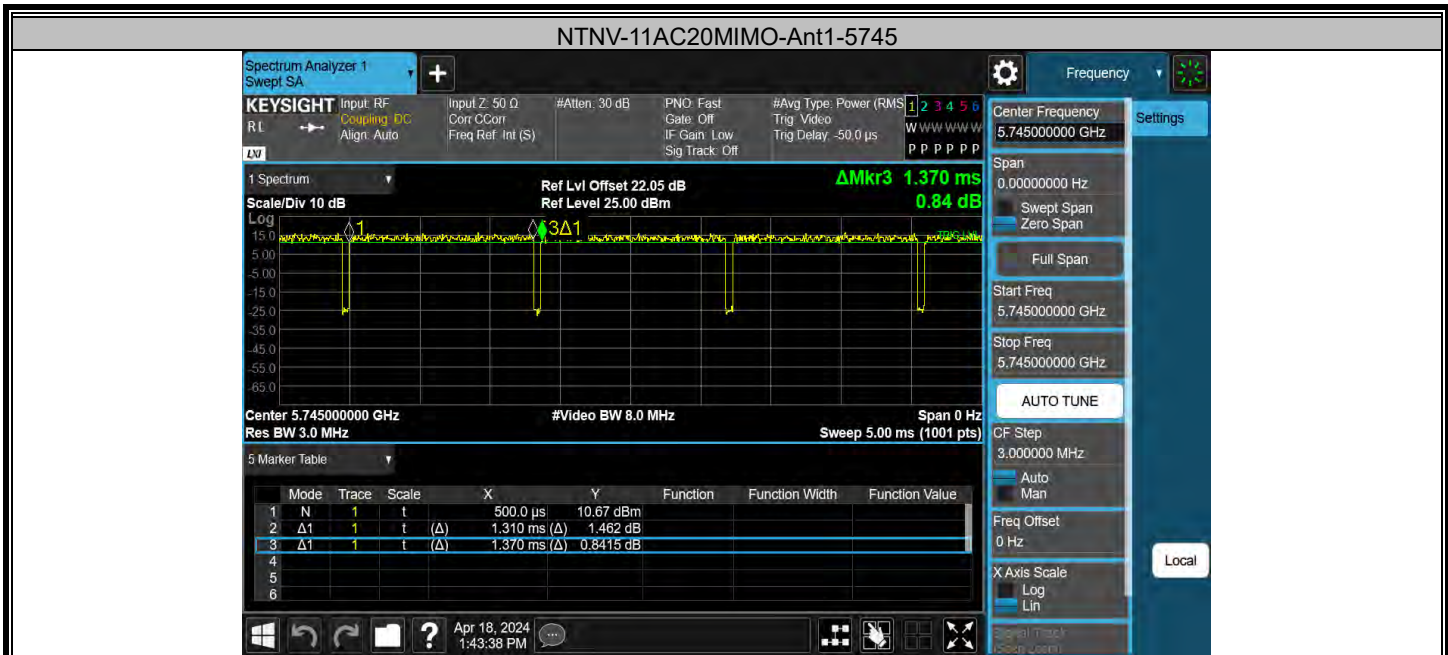 NTNV-11AC20MIMO-Ant1-5745
Spectrum Analyzer 1
Swept SA
Frequency
KEYSIGHT
RL
LXI
Input: RF
Coupling: DC
Align: Auto
Input Z: 50 Ω
Corr CCorr
Freq Ref: Int (S)
#Atten: 30 dB
PNO: Fast
Gate: Off
IF Gain: Low
Sig Track: Off
#Avg Type: Power (RMS
Trig: Video
Trig Delay: -50.0 µs
1 2 3 4 5 6
W W W W W W
P P P P P P
1 Spectrum
Scale/Div 10 dB
Ref Lvl Offset 22.05 dB
Ref Level 25.00 dBm
ΔMkr3 1.370 ms
0.84 dB
Log
1
3Δ1
15.0
5.00
-5.00
-15.0
-25.0
-35.0
-45.0
-55.0
-65.0
Center 5.745000000 GHz
#Video BW 8.0 MHz
Span 0 Hz
Res BW 3.0 MHz
Sweep 5.00 ms (1001 pts)
5 Marker Table
Mode Trace Scale X Y Function Function Width Function Value
1 N 1 t 500.0 µs 10.67 dBm
2 Δ1 1 t (Δ) 1.310 ms (Δ) 1.462 dB
3 Δ1 1 t (Δ) 1.370 ms (Δ) 0.8415 dB
4
5
6
Apr 18, 2024
1:43:38 PM
Center Frequency
5.745000000 GHz
Settings
Span
0.00000000 Hz
Swept Span
Zero Span
Full Span
Start Freq
5.745000000 GHz
Stop Freq
5.745000000 GHz
AUTO TUNE
CF Step
3.000000 MHz
Auto
Man
Freq Offset
0 Hz
X Axis Scale
Log
Lin
Local